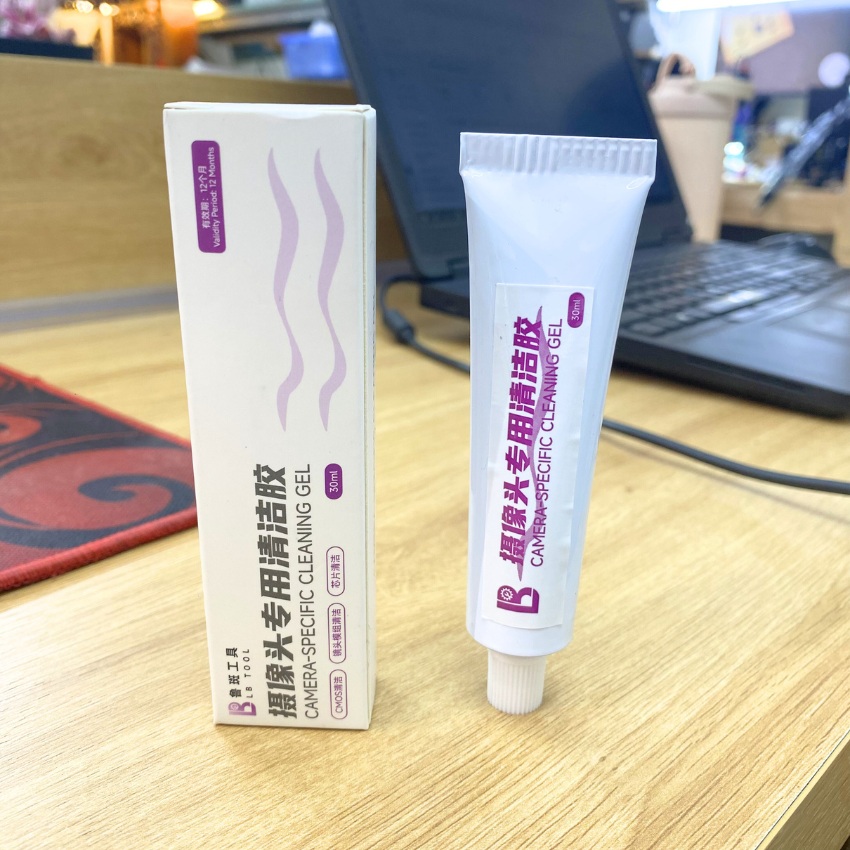 有效期：12个月
Validity Period: 12 Months
鲁班工具
LB TOOL
摄像头专用清洁胶
CAMERA-SPECIFIC CLEANING GEL
30ml
CMOS清洁
镜头模组清洁
芯片清洁
摄像头专用清洁胶
CAMERA-SPECIFIC CLEANING GEL
30ml